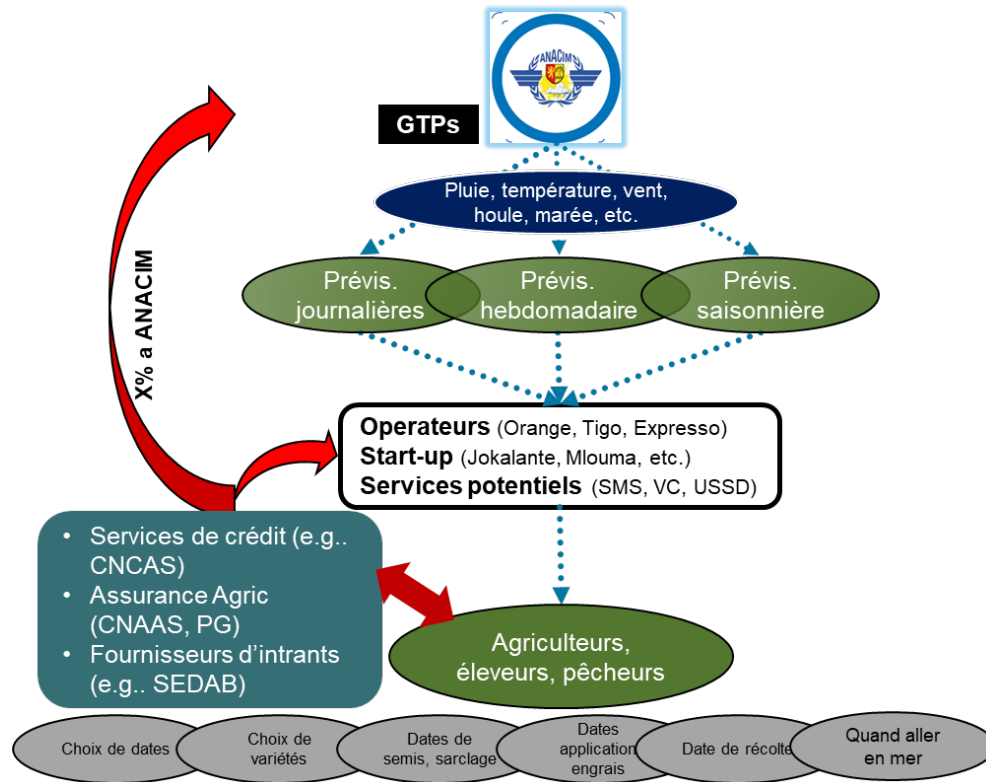 ANACIM
GTPs
Pluie, température, vent,
houle, marée, etc.
Prévis.
journalières
Prévis.
hebdomadaire
Prévis.
saisonnière
X% a ANACIM
Operateurs (Orange, Tigo, Expresso)
Start-up (Jokalante, Mlouma, etc.)
Services potentiels (SMS, VC, USSD)
• Services de crédit (e.g..
CNCAS)
• Assurance Agric
(CNAAS, PG)
• Fournisseurs d’intrants
(e.g.. SEDAB)
Agriculteurs,
éleveurs, pêcheurs
Choix de dates
Choix de
variétés
Dates de
semis, sarclage
Dates
application
engrais
Date de récolte
Quand aller
en mer